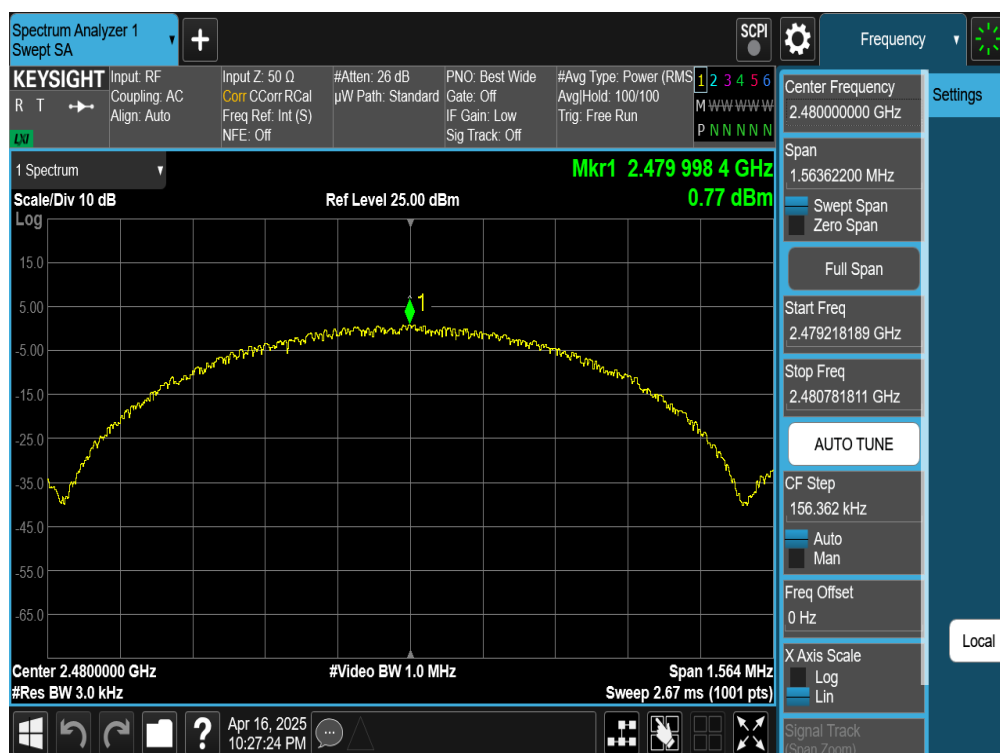 Spectrum Analyzer 1
Swept SA
+
SCPI
Frequency
KEYSIGHT
R T
LXI
Input: RF
Coupling: AC
Align: Auto
Input Z: 50 Ω
Corr CCorr RCal
Freq Ref: Int (S)
NFE: Off
#Atten: 26 dB
µW Path: Standard
PNO: Best Wide
Gate: Off
IF Gain: Low
Sig Track: Off
#Avg Type: Power (RMS
Avg|Hold: 100/100
Trig: Free Run
1 2 3 4 5 6
M W W W W W
P N N N N N
1 Spectrum
Mkr1 2.479 998 4 GHz
0.77 dBm
Scale/Div 10 dB
Ref Level 25.00 dBm
Log
15.0
5.00
-5.00
-15.0
-25.0
-35.0
-45.0
-55.0
-65.0
1
Center 2.4800000 GHz
#Video BW 1.0 MHz
Span 1.564 MHz
#Res BW 3.0 kHz
Sweep 2.67 ms (1001 pts)
Center Frequency
2.480000000 GHz
Settings
Span
1.56362200 MHz
Swept Span
Zero Span
Full Span
Start Freq
2.479218189 GHz
Stop Freq
2.480781811 GHz
AUTO TUNE
CF Step
156.362 kHz
Auto
Man
Freq Offset
0 Hz
Local
X Axis Scale
Log
Lin
Signal Track
(Span Zoom)
?
Apr 16, 2025
10:27:24 PM